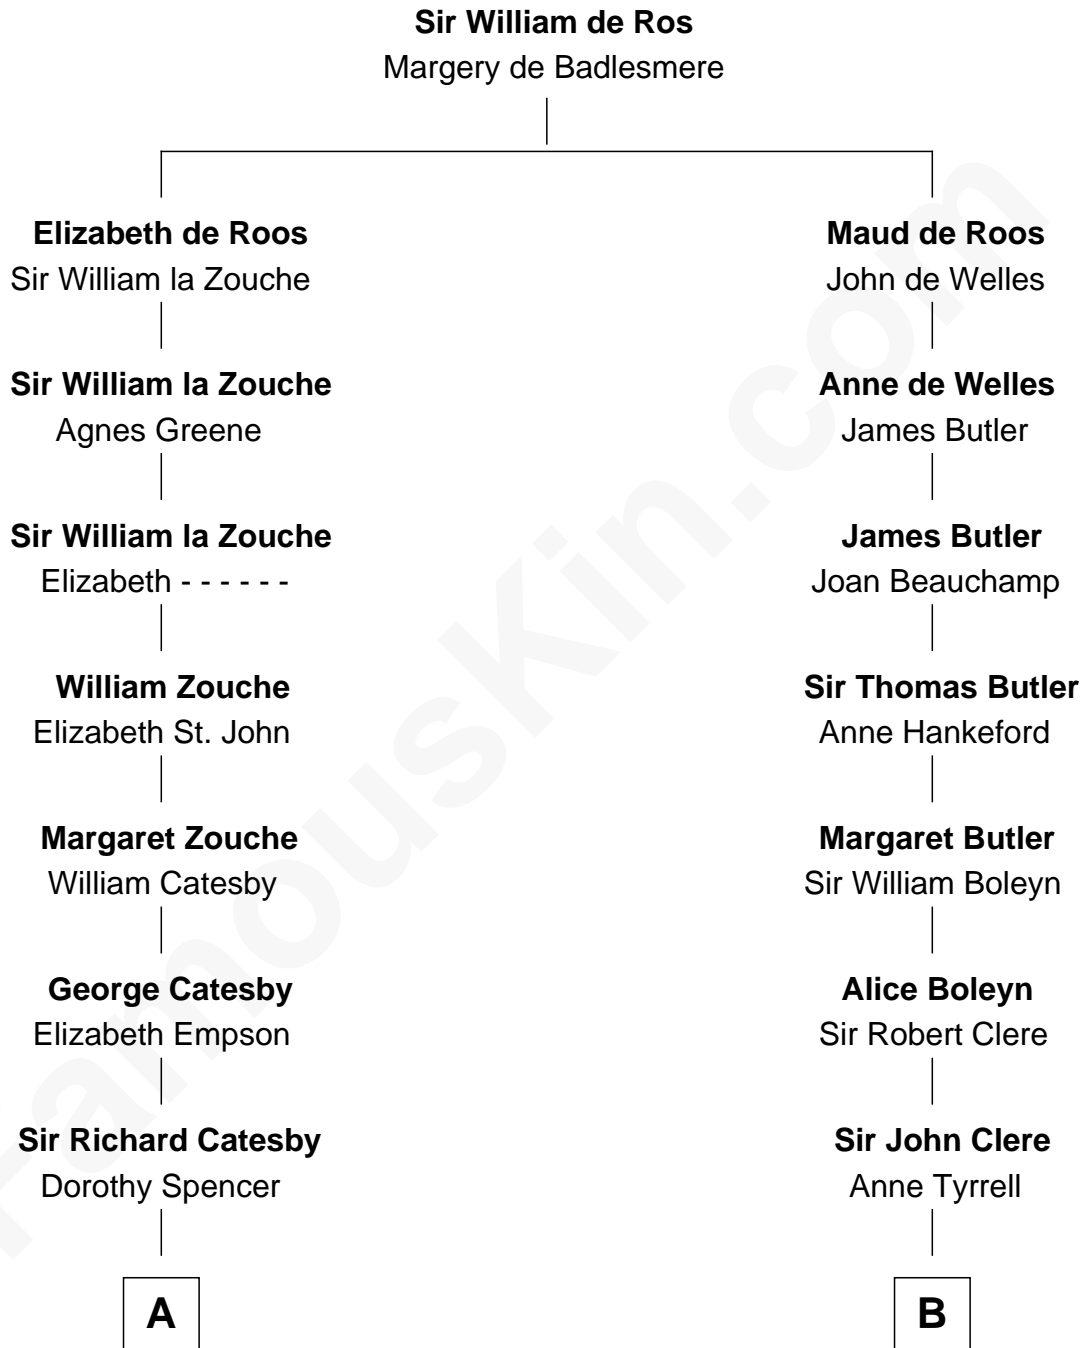 Sir William de Ros
Margery de Badlesmere
Elizabeth de Roos
Sir William la Zouche
Maud de Roos
John de Welles
Sir William la Zouche
Agnes Greene
Anne de Welles
James Butler
Sir William la Zouche
Elizabeth - - - - - -
James Butler
Joan Beauchamp
William Zouche
Elizabeth St. John
Sir Thomas Butler
Anne Hankeford
Margaret Zouche
William Catesby
Margaret Butler
Sir William Boleyn
George Catesby
Elizabeth Empson
Alice Boleyn
Sir Robert Clere
Sir Richard Catesby
Dorothy Spencer
Sir John Clere
Anne Tyrrell
A
B
FamousKin.com